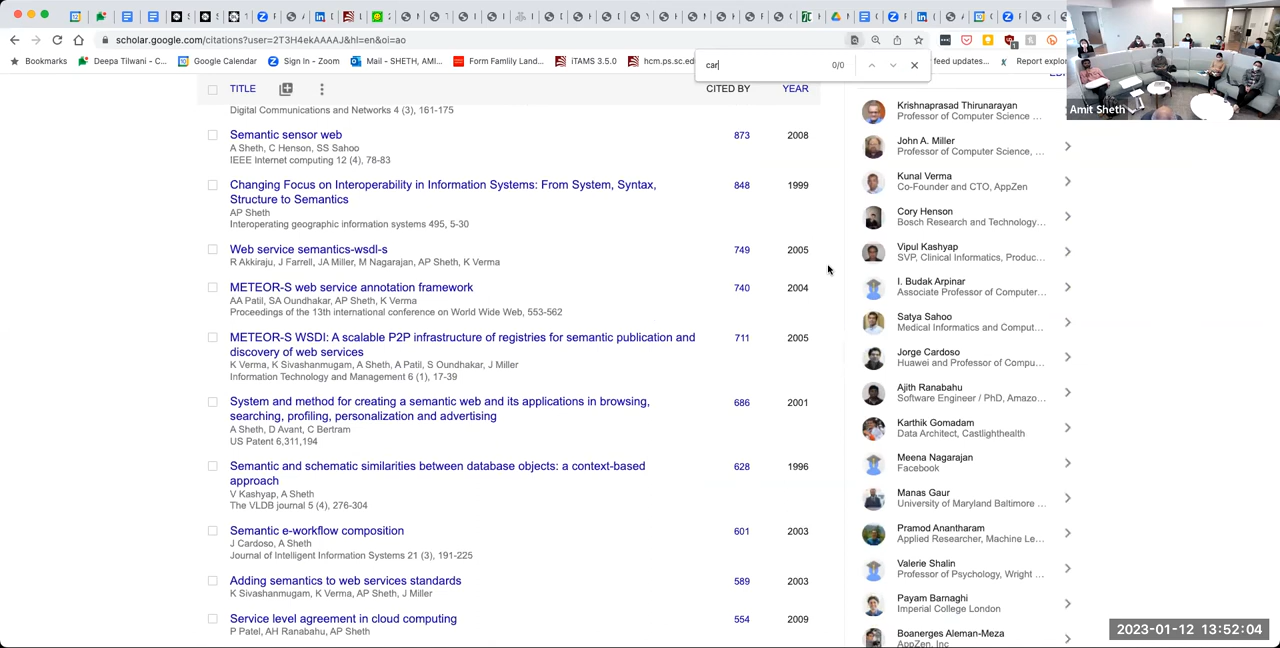 scholar.google.com/citations?user=2T3H4ekAAAAJ&hl=en&oi=ao
Bookmarks
Deepa Tilwani - C...
Google Calendar
Sign in - Zoom
Mail - SHETH, AMI...
Form Famlily Land...
iTAMS 3.5.0
hcm.ps.sc.ed
feed updates...
Report explor
car
0/0
Amit Sheth
TITLE
CITED BY
YEAR
Digital Communications and Networks 4 (3), 161-175
Semantic sensor web
873
2008
A Sheth, C Henson, SS Sahoo
IEEE Internet computing 12 (4), 78-83
Changing Focus on Interoperability in Information Systems: From System, Syntax,
848
1999
Structure to Semantics
AP Sheth
Interoperating geographic information systems 495, 5-30
Web service semantics-wsdl-s
749
2005
R Akkiraju, J Farrell, JA Miller, M Nagarajan, AP Sheth, K Verma
METEOR-S web service annotation framework
740
2004
AA Patil, SA Oundhakar, AP Sheth, K Verma
Proceedings of the 13th international conference on World Wide Web, 553-562
METEOR-S WSDI: A scalable P2P infrastructure of registries for semantic publication and
711
2005
discovery of web services
K Verma, K Sivashanmugam, A Sheth, A Patil, S Oundhakar, J Miller
Information Technology and Management 6 (1), 17-39
System and method for creating a semantic web and its applications in browsing,
686
2001
searching, profiling, personalization and advertising
A Sheth, D Avant, C Bertram
US Patent 6,311,194
Semantic and schematic similarities between database objects: a context-based
628
1996
approach
V Kashyap, A Sheth
The VLDB journal 5 (4), 276-304
Semantic e-workflow composition
601
2003
J Cardoso, A Sheth
Journal of Intelligent Information Systems 21 (3), 191-225
Adding semantics to web services standards
589
2003
K Sivashanmugam, K Verma, AP Sheth, J Miller
Service level agreement in cloud computing
554
2009
P Patel, AH Ranabahu, AP Sheth
Krishnaprasad Thirunarayan
Professor of Computer Science ...
John A. Miller
Professor of Computer Science, ...
Kunal Verma
Co-Founder and CTO, AppZen
Cory Henson
Bosch Research and Technology...
Vipul Kashyap
SVP, Clinical Informatics, Produc...
I. Budak Arpinar
Associate Professor of Computer...
Satya Sahoo
Medical Informatics and Comput...
Jorge Cardoso
Huawei and Professor of Compu...
Ajith Ranabahu
Software Engineer / PhD, Amazo...
Karthik Gomadam
Data Architect, Castlighthealth
Meena Nagarajan
Facebook
Manas Gaur
University of Maryland Baltimore ...
Pramod Anantharam
Applied Researcher, Machine Le...
Valerie Shalin
Professor of Psychology, Wright ...
Payam Barnaghi
Imperial College London
Boanerges Aleman-Meza
AppZen, Inc
2023-01-12 13:52:04